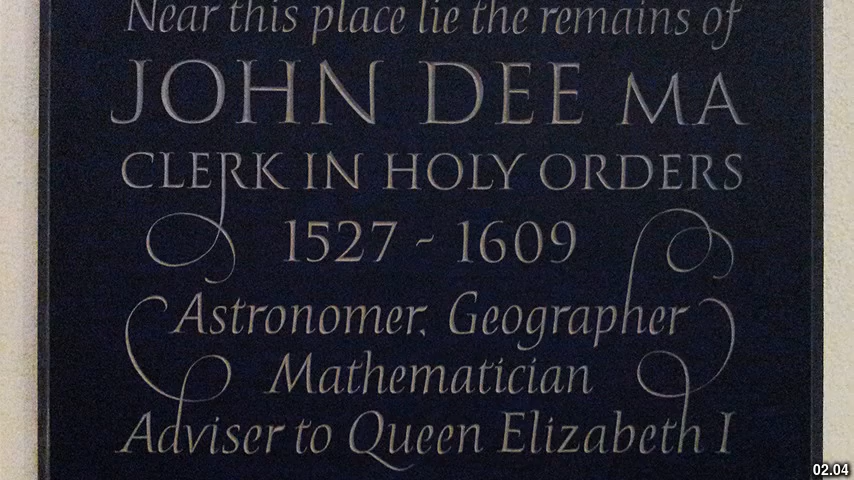 Near this place lie the remains of
JOHN DEE MA
CLERK IN HOLY ORDERS
1527 ~ 1609
Astronomer, Geographer
Mathematician
Adviser to Queen Elizabeth I
02.04